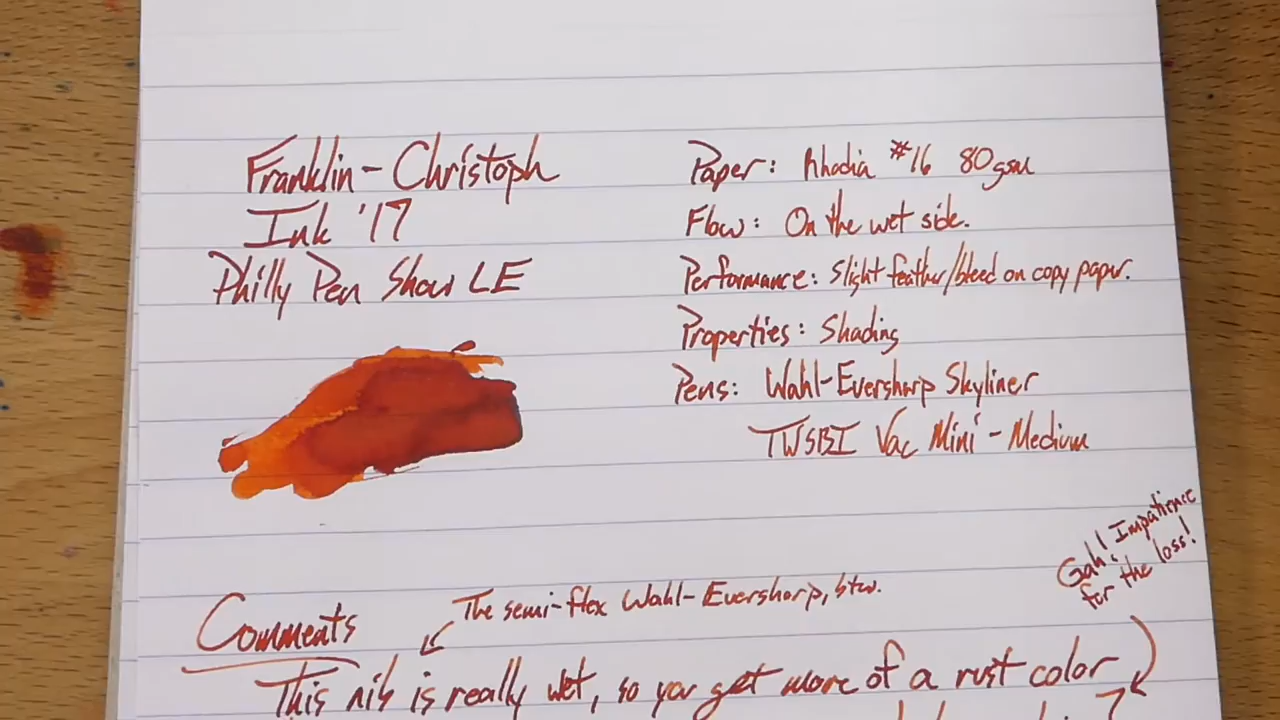 Franklin-Christoph
Ink '17
Philly Pen Show LE
Paper: Rhodia #16 80gsm
Flow: On the wet side.
Performance: Slight feather/bleed on copy paper.
Properties: Shading
Pens: Wahl-Eversharp Skyliner
TWSBI Vac Mini - Medium
Gah! Impatience
for the loss!
Comments
The semi-flex Wahl-Eversharp, btw.
This nib is really wet, so you get more of a rust color